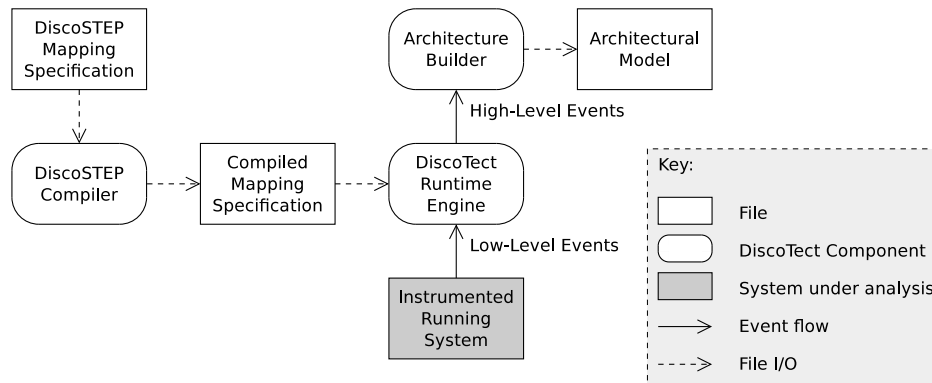 DiscoSTEP
Mapping
Specification
Architecture
Builder
Architectural
Model
High-Level Events
DiscoSTEP
Compiler
Compiled
Mapping
Specification
DiscoTect
Runtime
Engine
Low-Level Events
Instrumented
Running
System
Key:
File
DiscoTect Component
System under analysis
Event flow
File I/O